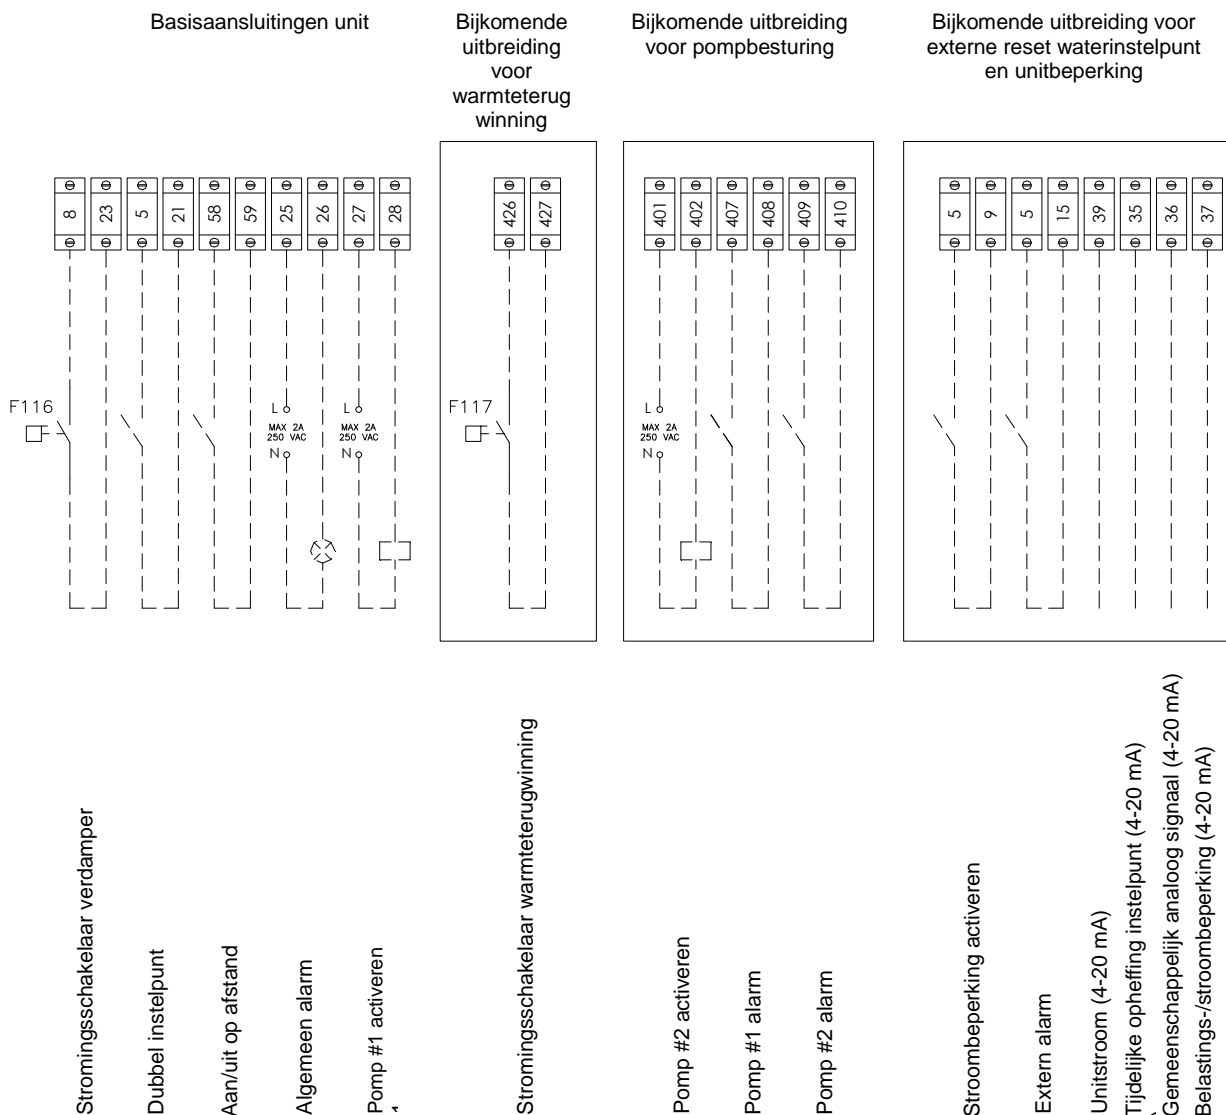 Basisaansluitingen unit
Bijkomende
uitbreiding
voor
warmteterug
winning
Bijkomende uitbreiding
voor pompbesturing
Bijkomende uitbreiding voor
externe reset waterinstelpunt
en unitbeperking
8 23 5 21 58 59 25 26 27 28
426 427
401 402 407 408 409 410
5 9 5 15 39 35 36 37
F116
L
MAX 2A
250 VAC
N
L
MAX 2A
250 VAC
N
F117
L
MAX 2A
250 VAC
N
Stromingsschakelaar verdamper
Dubbel instelpunt
Aan/uit op afstand
Algemeen alarm
Pomp #1 activeren
Stromingsschakelaar warmteterugwinning
Pomp #2 activeren
Pomp #1 alarm
Pomp #2 alarm
Stroombeperking activeren
Extern alarm
Unitstroom (4-20 mA)
Tijdelijke opheffing instelpunt (4-20 mA)
Gemeenschappelijk analoog signaal (4-20 mA)
Belastings-/stroombeperking (4-20 mA)